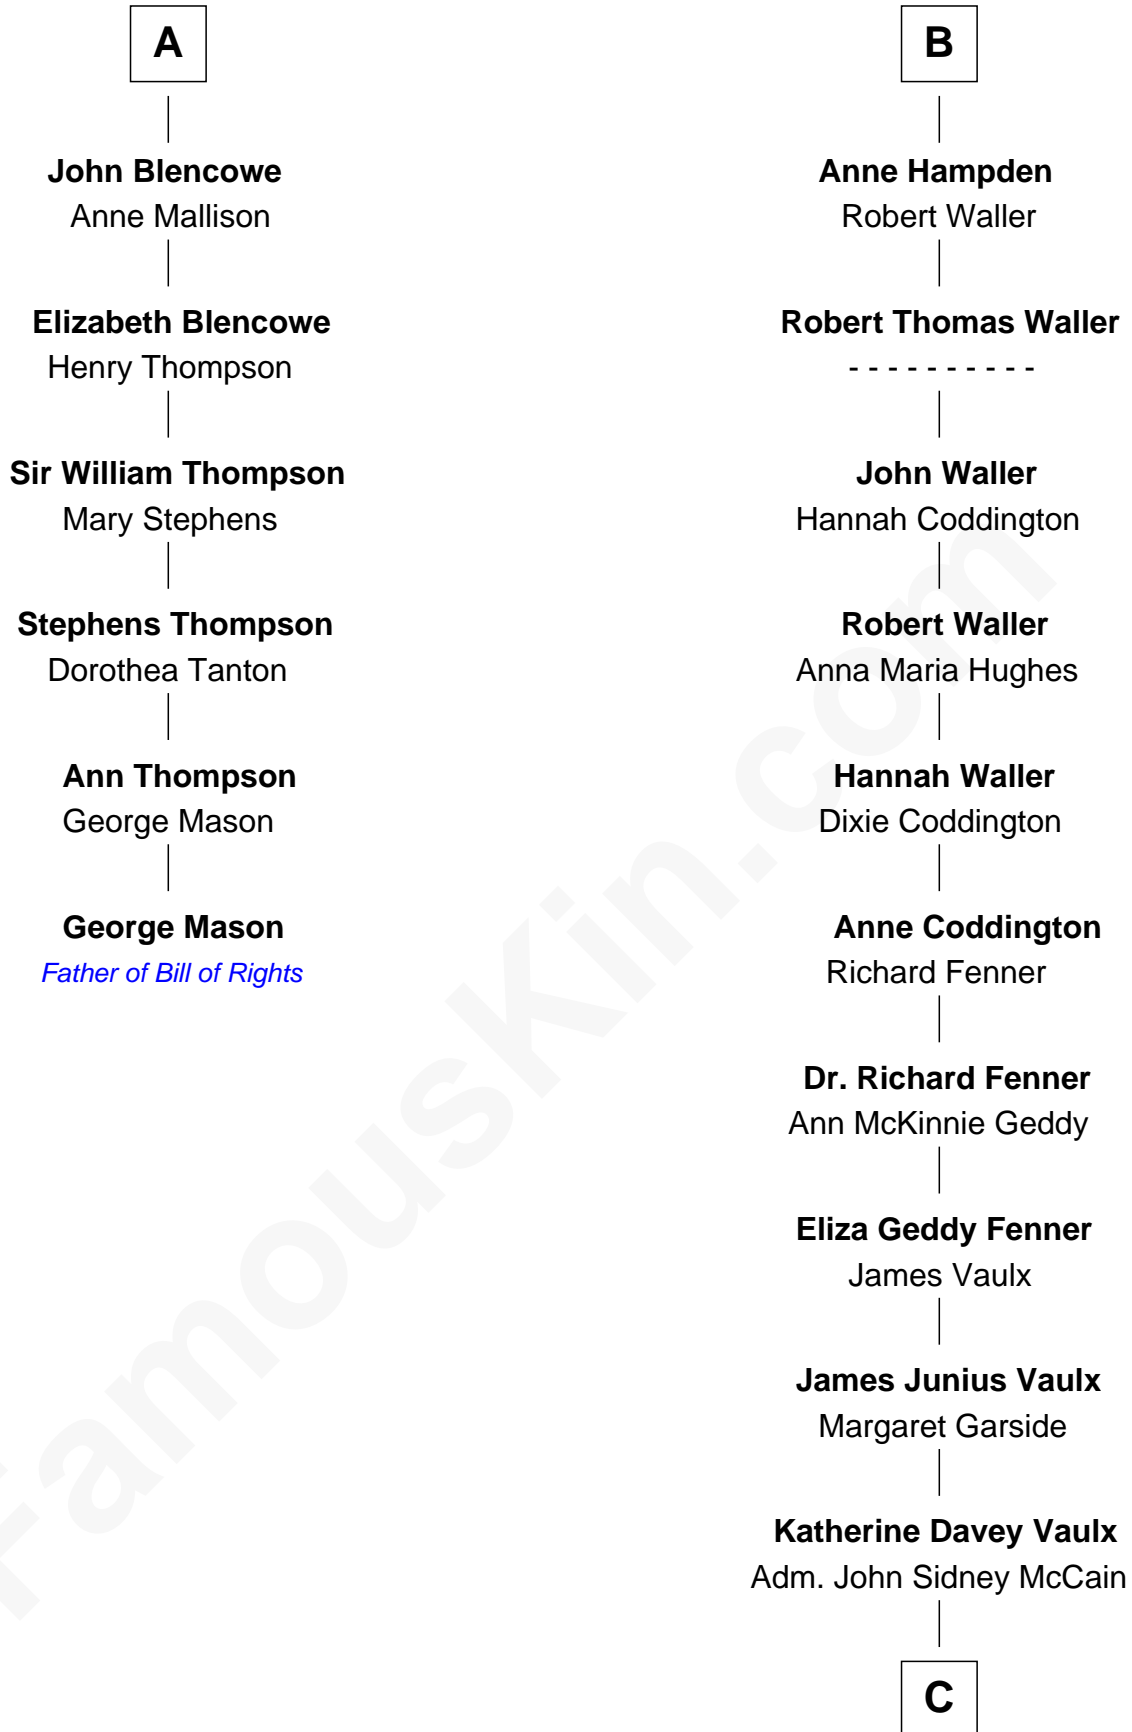 A
John Blencowe
Anne Mallison
Elizabeth Blencowe
Henry Thompson
Sir William Thompson
Mary Stephens
Stephens Thompson
Dorothea Tanton
Ann Thompson
George Mason
George Mason
Father of Bill of Rights
B
Anne Hampden
Robert Waller
Robert Thomas Waller
- - - - - - - - - -
John Waller
Hannah Coddington
Robert Waller
Anna Maria Hughes
Hannah Waller
Dixie Coddington
Anne Coddington
Richard Fenner
Dr. Richard Fenner
Ann McKinnie Geddy
Eliza Geddy Fenner
James Vaulx
James Junius Vaulx
Margaret Garside
Katherine Davey Vaulx
Adm. John Sidney McCain
C
FamousKin.com